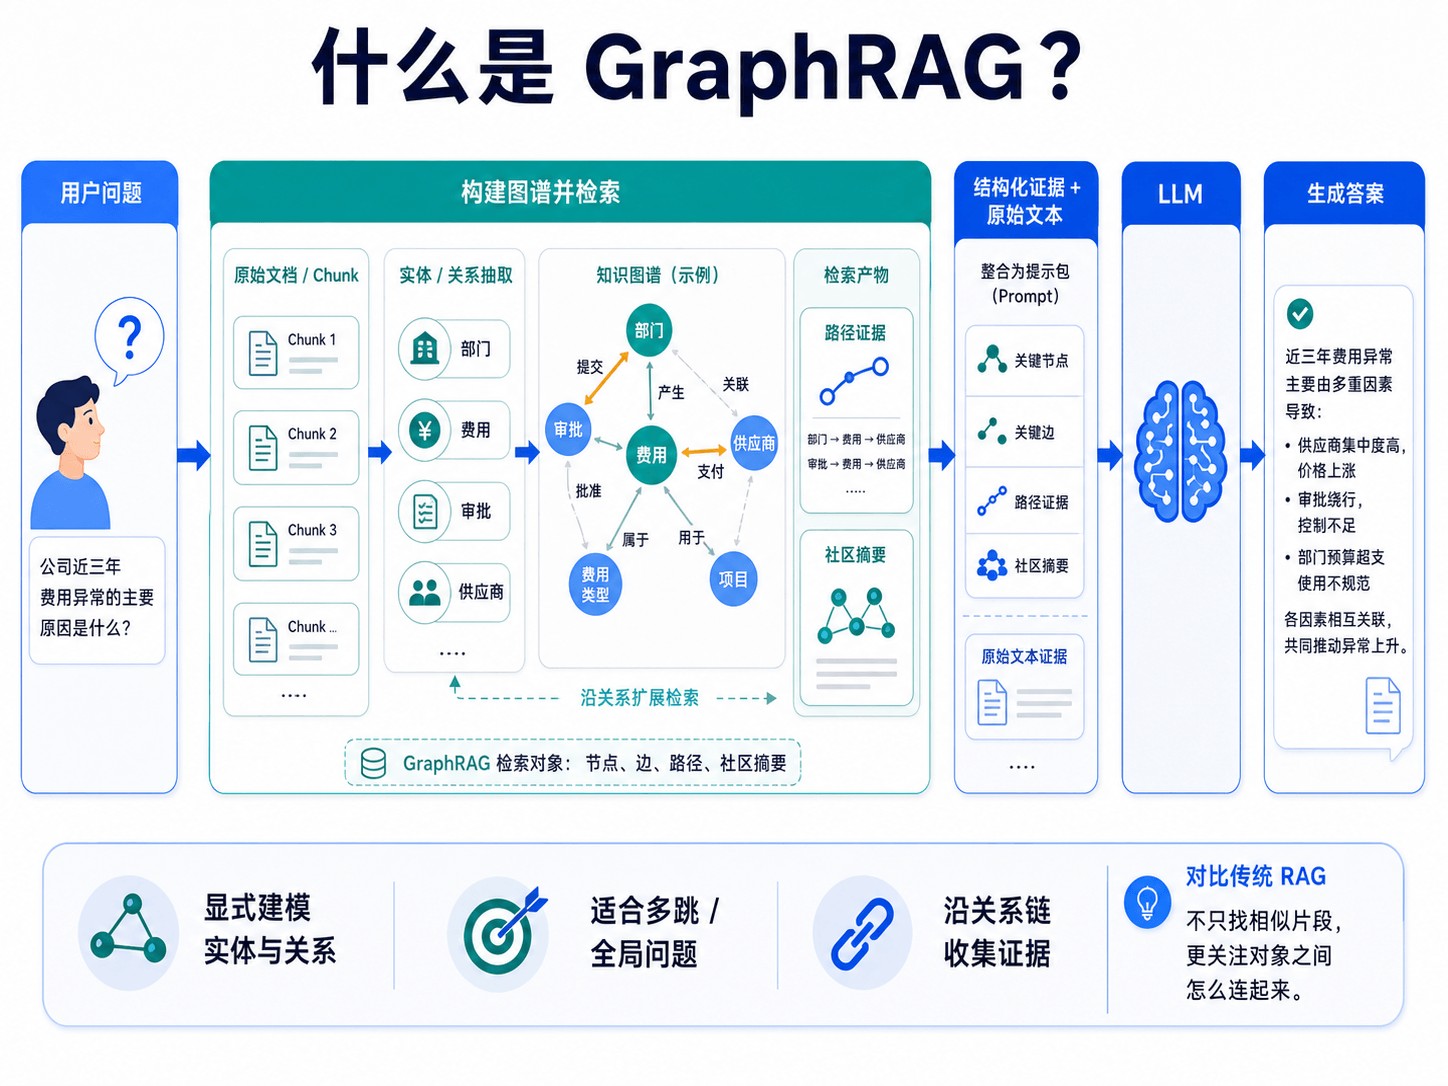 什么是 GraphRAG？
用户问题
?
公司近三年
费用异常的主要
原因是什么？
构建图谱并检索
原始文档 / Chunk
Chunk 1
Chunk 2
Chunk 3
Chunk ...
....
实体 / 关系抽取
部门
¥
费用
审批
供应商
....
知识图谱（示例）
部门
提交
产生
关联
审批
费用
供应商
支付
批准
属于
用于
费用
类型
项目
检索产物
路径证据
部门 → 费用 → 供应商
审批 → 费用 → 供应商
.....
社区摘要
沿关系扩展检索
GraphRAG 检索对象： 节点、边、路径、社区摘要
结构化证据 +
原始文本
整合为提示包
（Prompt）
关键节点
关键边
路径证据
社区摘要
原始文本证据
....
LLM
生成答案
近三年费用异常
主要由多重因素
导致：
• 供应商集中度高，
价格上涨
• 审批绕行，
控制不足
• 部门预算超支
使用不规范
各因素相互关联，
共同推动异常上升。
显式建模
实体与关系
适合多跳 /
全局问题
沿关系链
收集证据
对比传统 RAG
不只找相似片段，
更关注对象之间
怎么连起来。